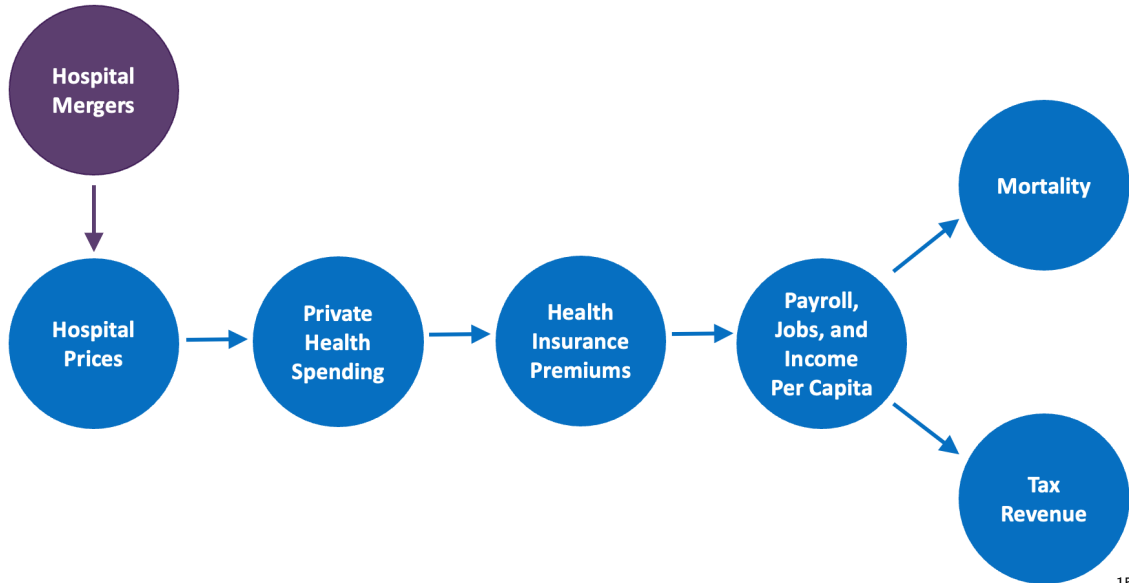 Hospital
Mergers
Hospital
Prices
Private
Health
Spending
Health
Insurance
Premiums
Payroll,
Jobs, and
Income
Per Capita
Mortality
Tax
Revenue